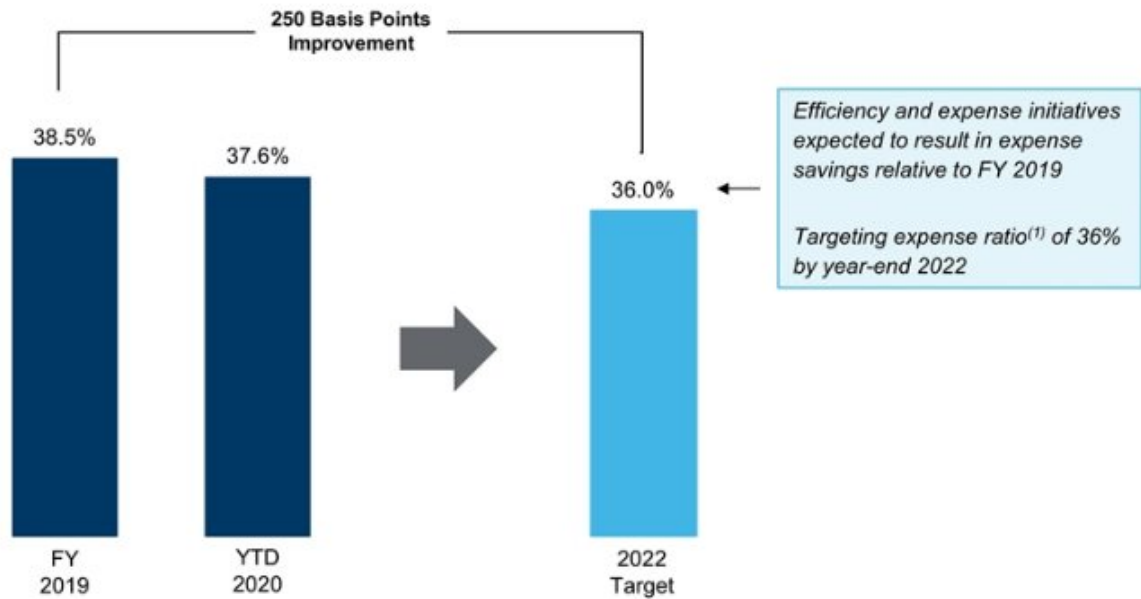 250 Basis Points
Improvement
38.5%
37.6%
36.0%
Efficiency and expense initiatives
expected to result in expense
savings relative to FY 2019
Targeting expense ratio(1) of 36%
by year-end 2022
FY
2019
YTD
2020
2022
Target